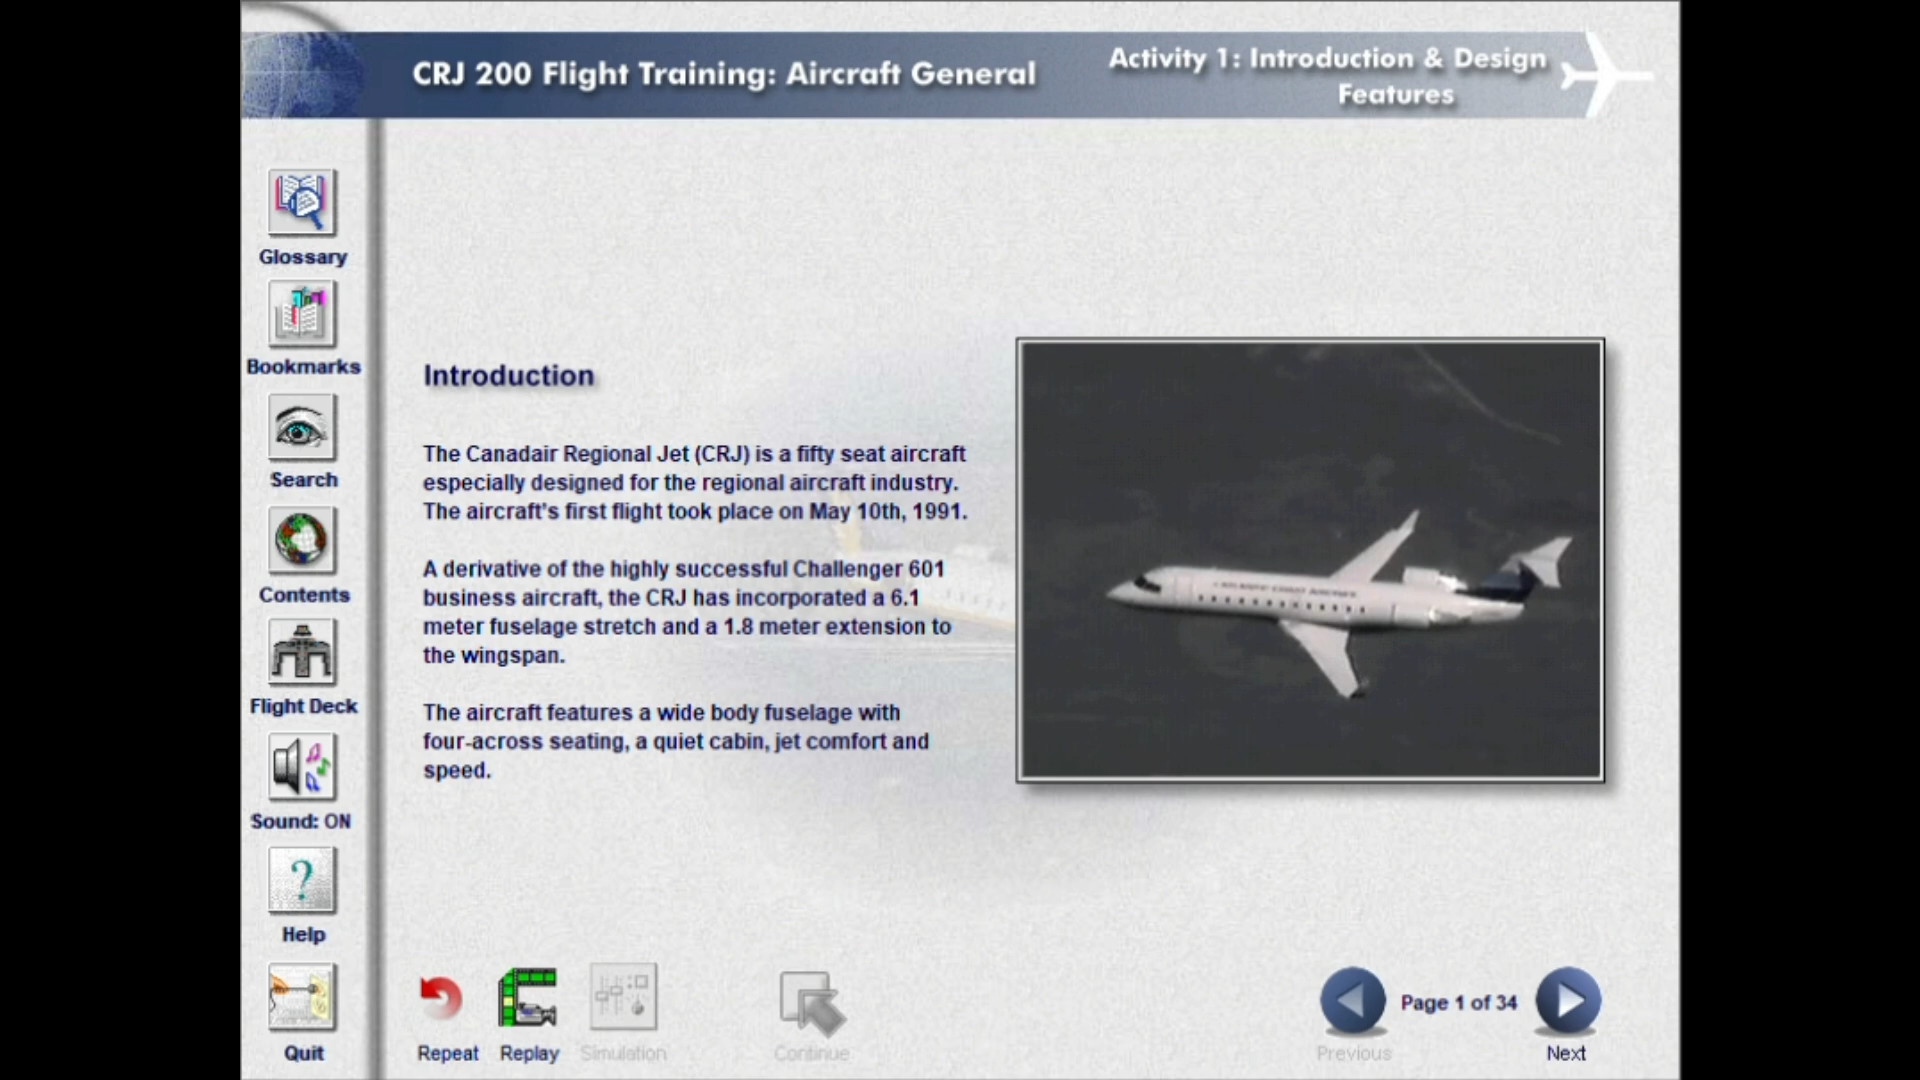 CRJ 200 Flight Training: Aircraft General
Activity 1: Introduction & Design
Features
Glossary
Bookmarks
Search
Contents
Flight Deck
Sound: ON
Help
Quit
Introduction
The Canadair Regional Jet (CRJ) is a fifty seat aircraft
especially designed for the regional aircraft industry.
The aircraft's first flight took place on May 10th, 1991.
A derivative of the highly successful Challenger 601
business aircraft, the CRJ has incorporated a 6.1
meter fuselage stretch and a 1.8 meter extension to
the wingspan.
The aircraft features a wide body fuselage with
four-across seating, a quiet cabin, jet comfort and
speed.
Repeat
Replay
Simulation
Continue
Previous
Page 1 of 34
Next